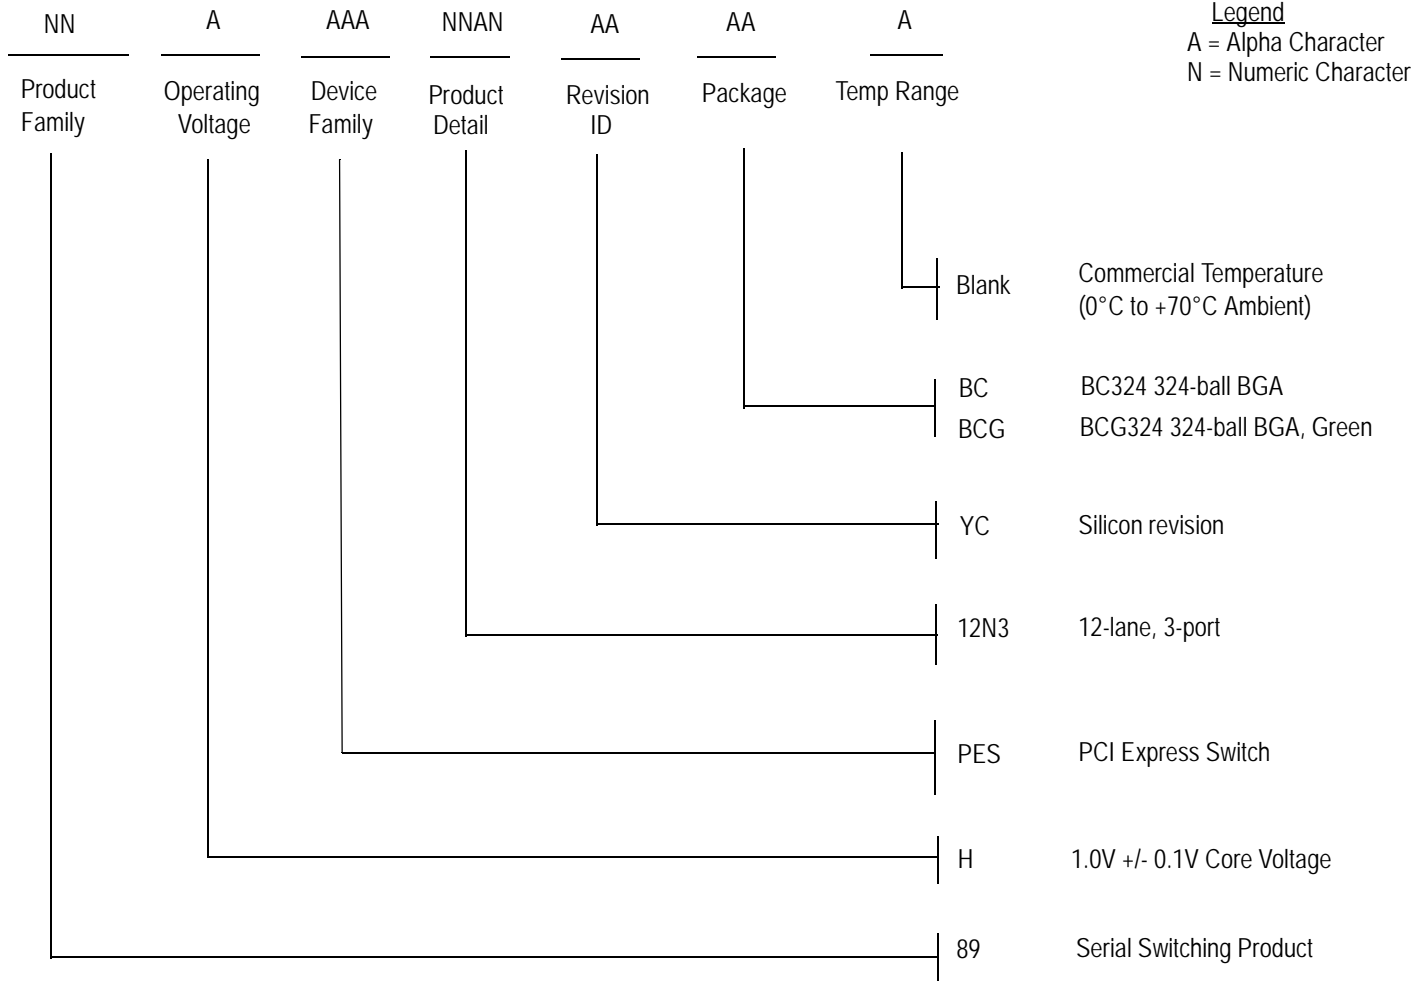 NN A AAA NNAN AA AA A
Legend
A = Alpha Character
N = Numeric Character
Product
Family
Operating
Voltage
Device
Family
Product
Detail
Revision
ID
Package
Temp Range
Blank Commercial Temperature
(0°C to +70°C Ambient)
BC BC324 324-ball BGA
BCG BCG324 324-ball BGA, Green
YC Silicon revision
12N3 12-lane, 3-port
PES PCI Express Switch
H 1.0V +/- 0.1V Core Voltage
89 Serial Switching Product